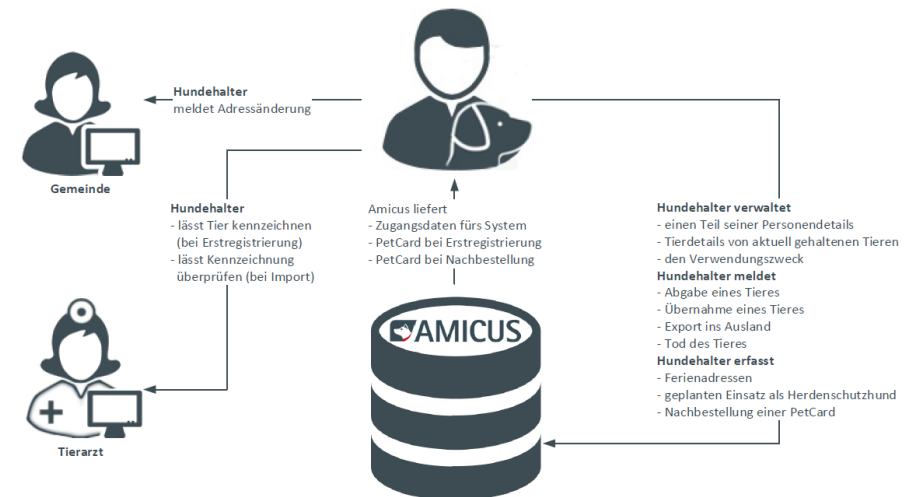 Hundehalter
meldet Adressänderung
Gemeinde
Hundehalter
- lässt Tier kennzeichnen
(bei Erstregistrierung)
- lässt Kennzeichnung
überprüfen (bei Import)
Amicus liefert
- Zugangsdaten fürs System
- PetCard bei Erstregistrierung
- PetCard bei Nachbestellung
Hundehalter verwaltet
- einen Teil seiner Personendetails
- Tierdetails von aktuell gehaltenen Tieren
- den Verwendungszweck
Hundehalter meldet
- Abgabe eines Tieres
- Übernahme eines Tieres
- Export ins Ausland
- Tod des Tieres
Hundehalter erfasst
- Ferienadressen
- geplanten Einsatz als Herdenschutzhund
- Nachbestellung einer PetCard
AMICUS
Tierarzt